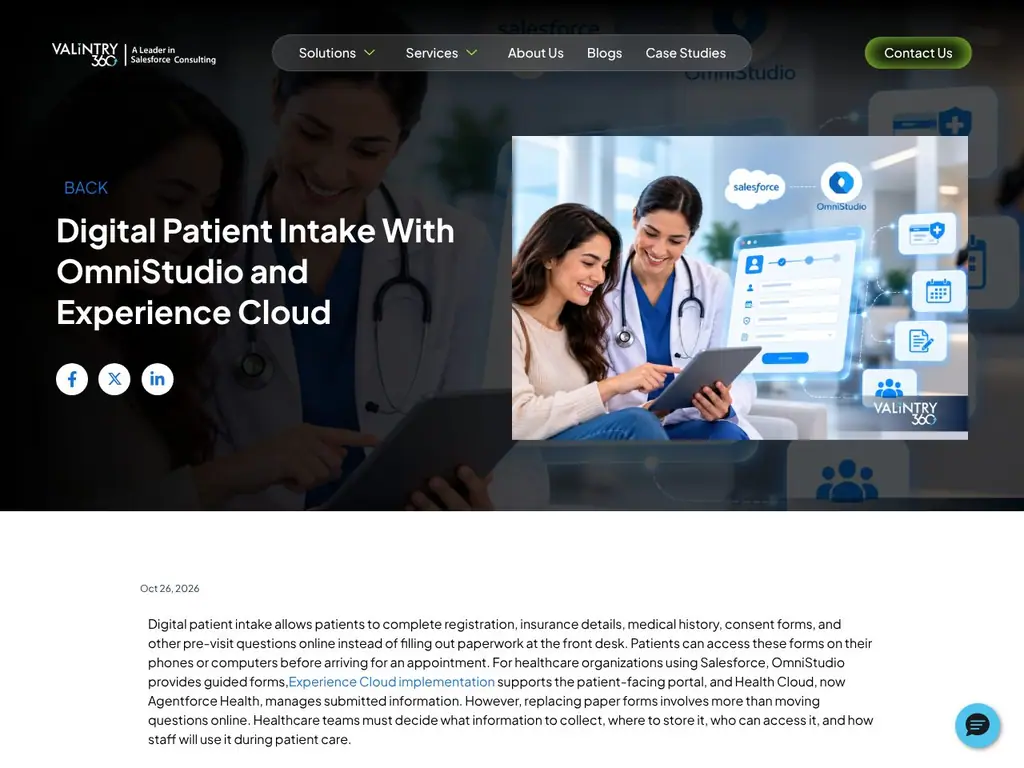 VALiNTRY
360
A Leader in
Salesforce Consulting
Solutions
Services
About Us
Blogs
Case Studies
Contact Us
salesforce
OmniStudio
BACK
Digital Patient Intake With
OmniStudio and
Experience Cloud
salesforce
OmniStudio
VALiNTRY
360
Oct 26, 2026
Digital patient intake allows patients to complete registration, insurance details, medical history, consent forms, and
other pre-visit questions online instead of filling out paperwork at the front desk. Patients can access these forms on their
phones or computers before arriving for an appointment. For healthcare organizations using Salesforce, OmniStudio
provides guided forms,Experience Cloud implementation supports the patient-facing portal, and Health Cloud, now
Agentforce Health, manages submitted information. However, replacing paper forms involves more than moving
questions online. Healthcare teams must decide what information to collect, where to store it, who can access it, and how
staff will use it during patient care.